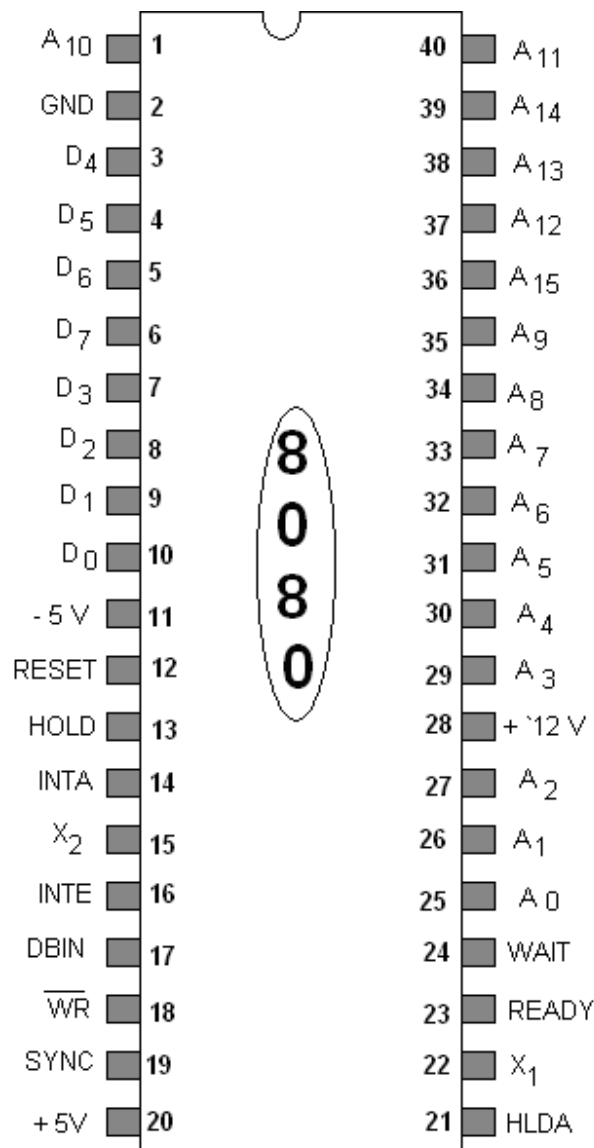 A10 1 40 A11
GND 2 39 A14
D4 3 38 A13
D5 4 37 A12
D6 5 36 A15
D7 6 35 A9
D3 7 34 A8
D2 8 33 A7
D1 9 32 A6
D0 10 31 A5
- 5 V 11 30 A4
RESET 12 29 A3
HOLD 13 28 + `12 V
INTA 14 27 A2
X2 15 26 A1
INTE 16 25 A0
DBIN 17 24 WAIT
W̅R̅ 18 23 READY
SYNC 19 22 X1
+ 5V 20 21 HLDA
8
0
8
0